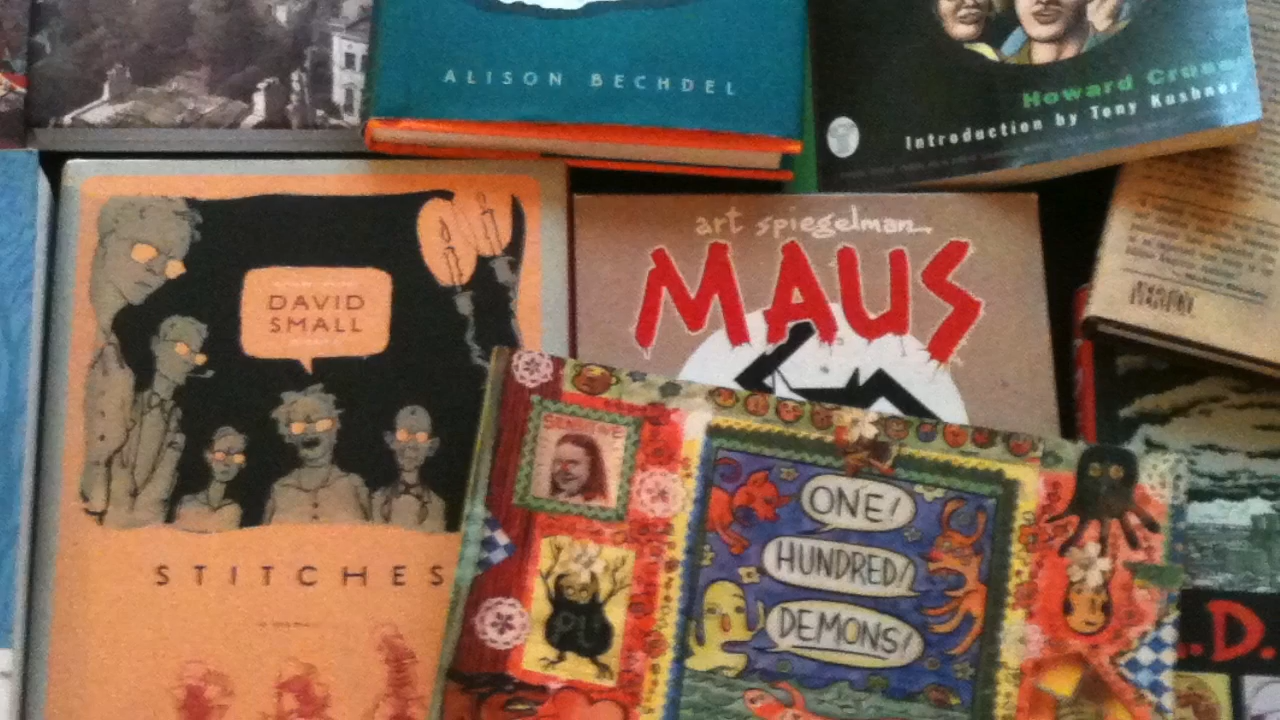 ALISON BECHDEL
Howard Cruse
Introduction by Tony Kushner
art spiegelman
MAUS
DAVID
SMALL
STITCHES
ONE!
HUNDRED!
DEMONS!
.D.